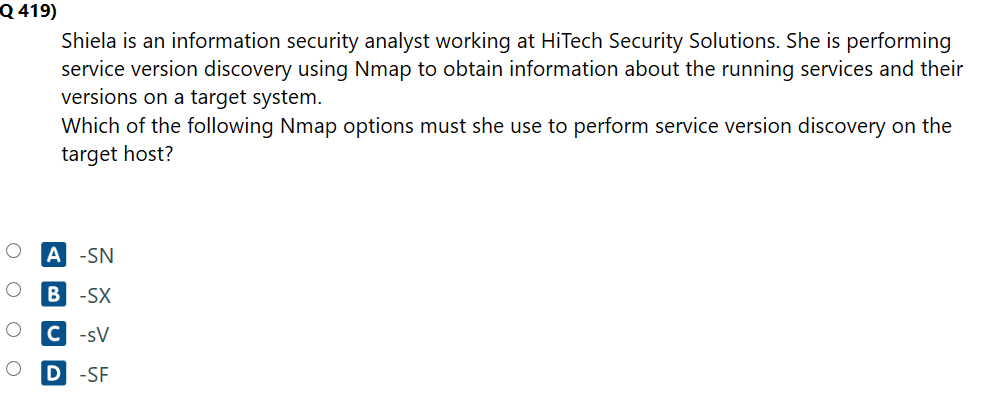 Q 419)
Shiela is an information security analyst working at HiTech Security Solutions. She is performing
service version discovery using Nmap to obtain information about the running services and their
versions on a target system.
Which of the following Nmap options must she use to perform service version discovery on the
target host?
A -SN
B -SX
C -sV
D -SF